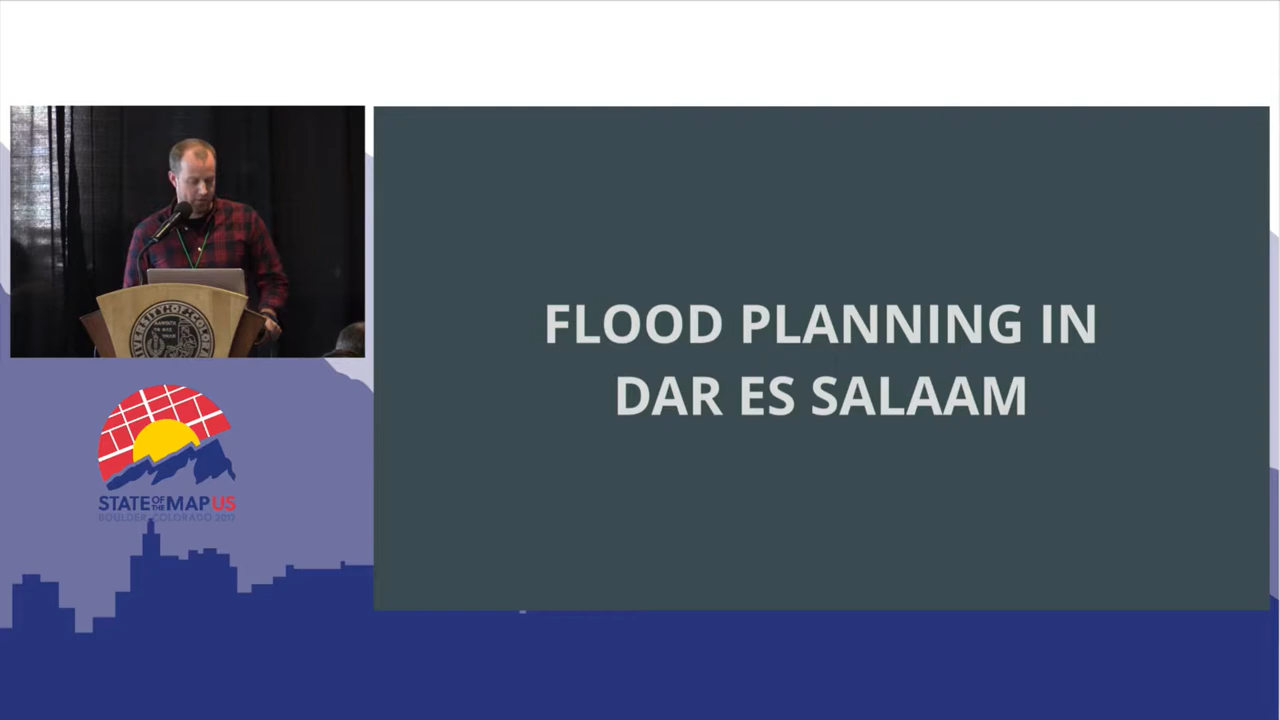 FLOOD PLANNING IN
DAR ES SALAAM
STATE OF THE MAP US
BOULDER, COLORADO 2017